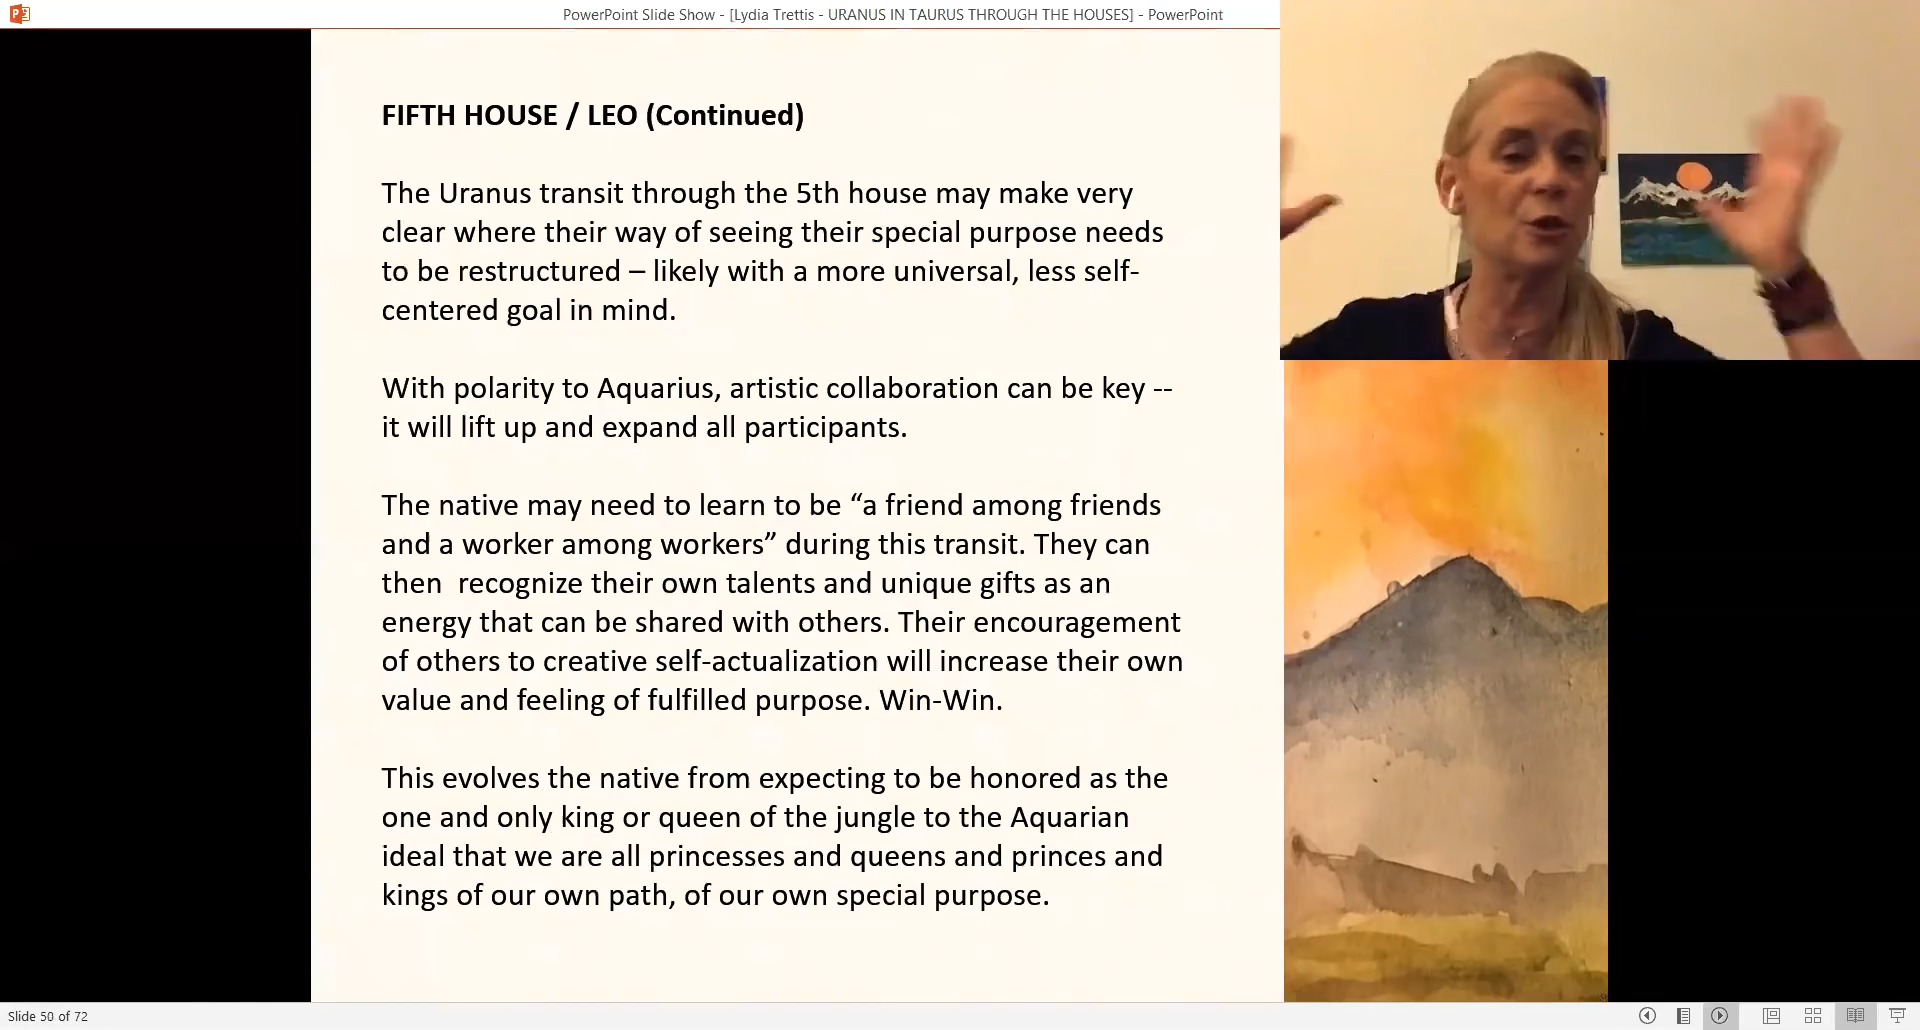 PowerPoint Slide Show - [Lydia Trettis - URANUS IN TAURUS THROUGH THE HOUSES] - PowerPoint
FIFTH HOUSE / LEO (Continued)
The Uranus transit through the 5th house may make very
clear where their way of seeing their special purpose needs
to be restructured – likely with a more universal, less self-
centered goal in mind.
With polarity to Aquarius, artistic collaboration can be key --
it will lift up and expand all participants.
The native may need to learn to be “a friend among friends
and a worker among workers” during this transit. They can
then  recognize their own talents and unique gifts as an
energy that can be shared with others. Their encouragement
of others to creative self-actualization will increase their own
value and feeling of fulfilled purpose. Win-Win.
This evolves the native from expecting to be honored as the
one and only king or queen of the jungle to the Aquarian
ideal that we are all princesses and queens and princes and
kings of our own path, of our own special purpose.
Slide 50 of 72